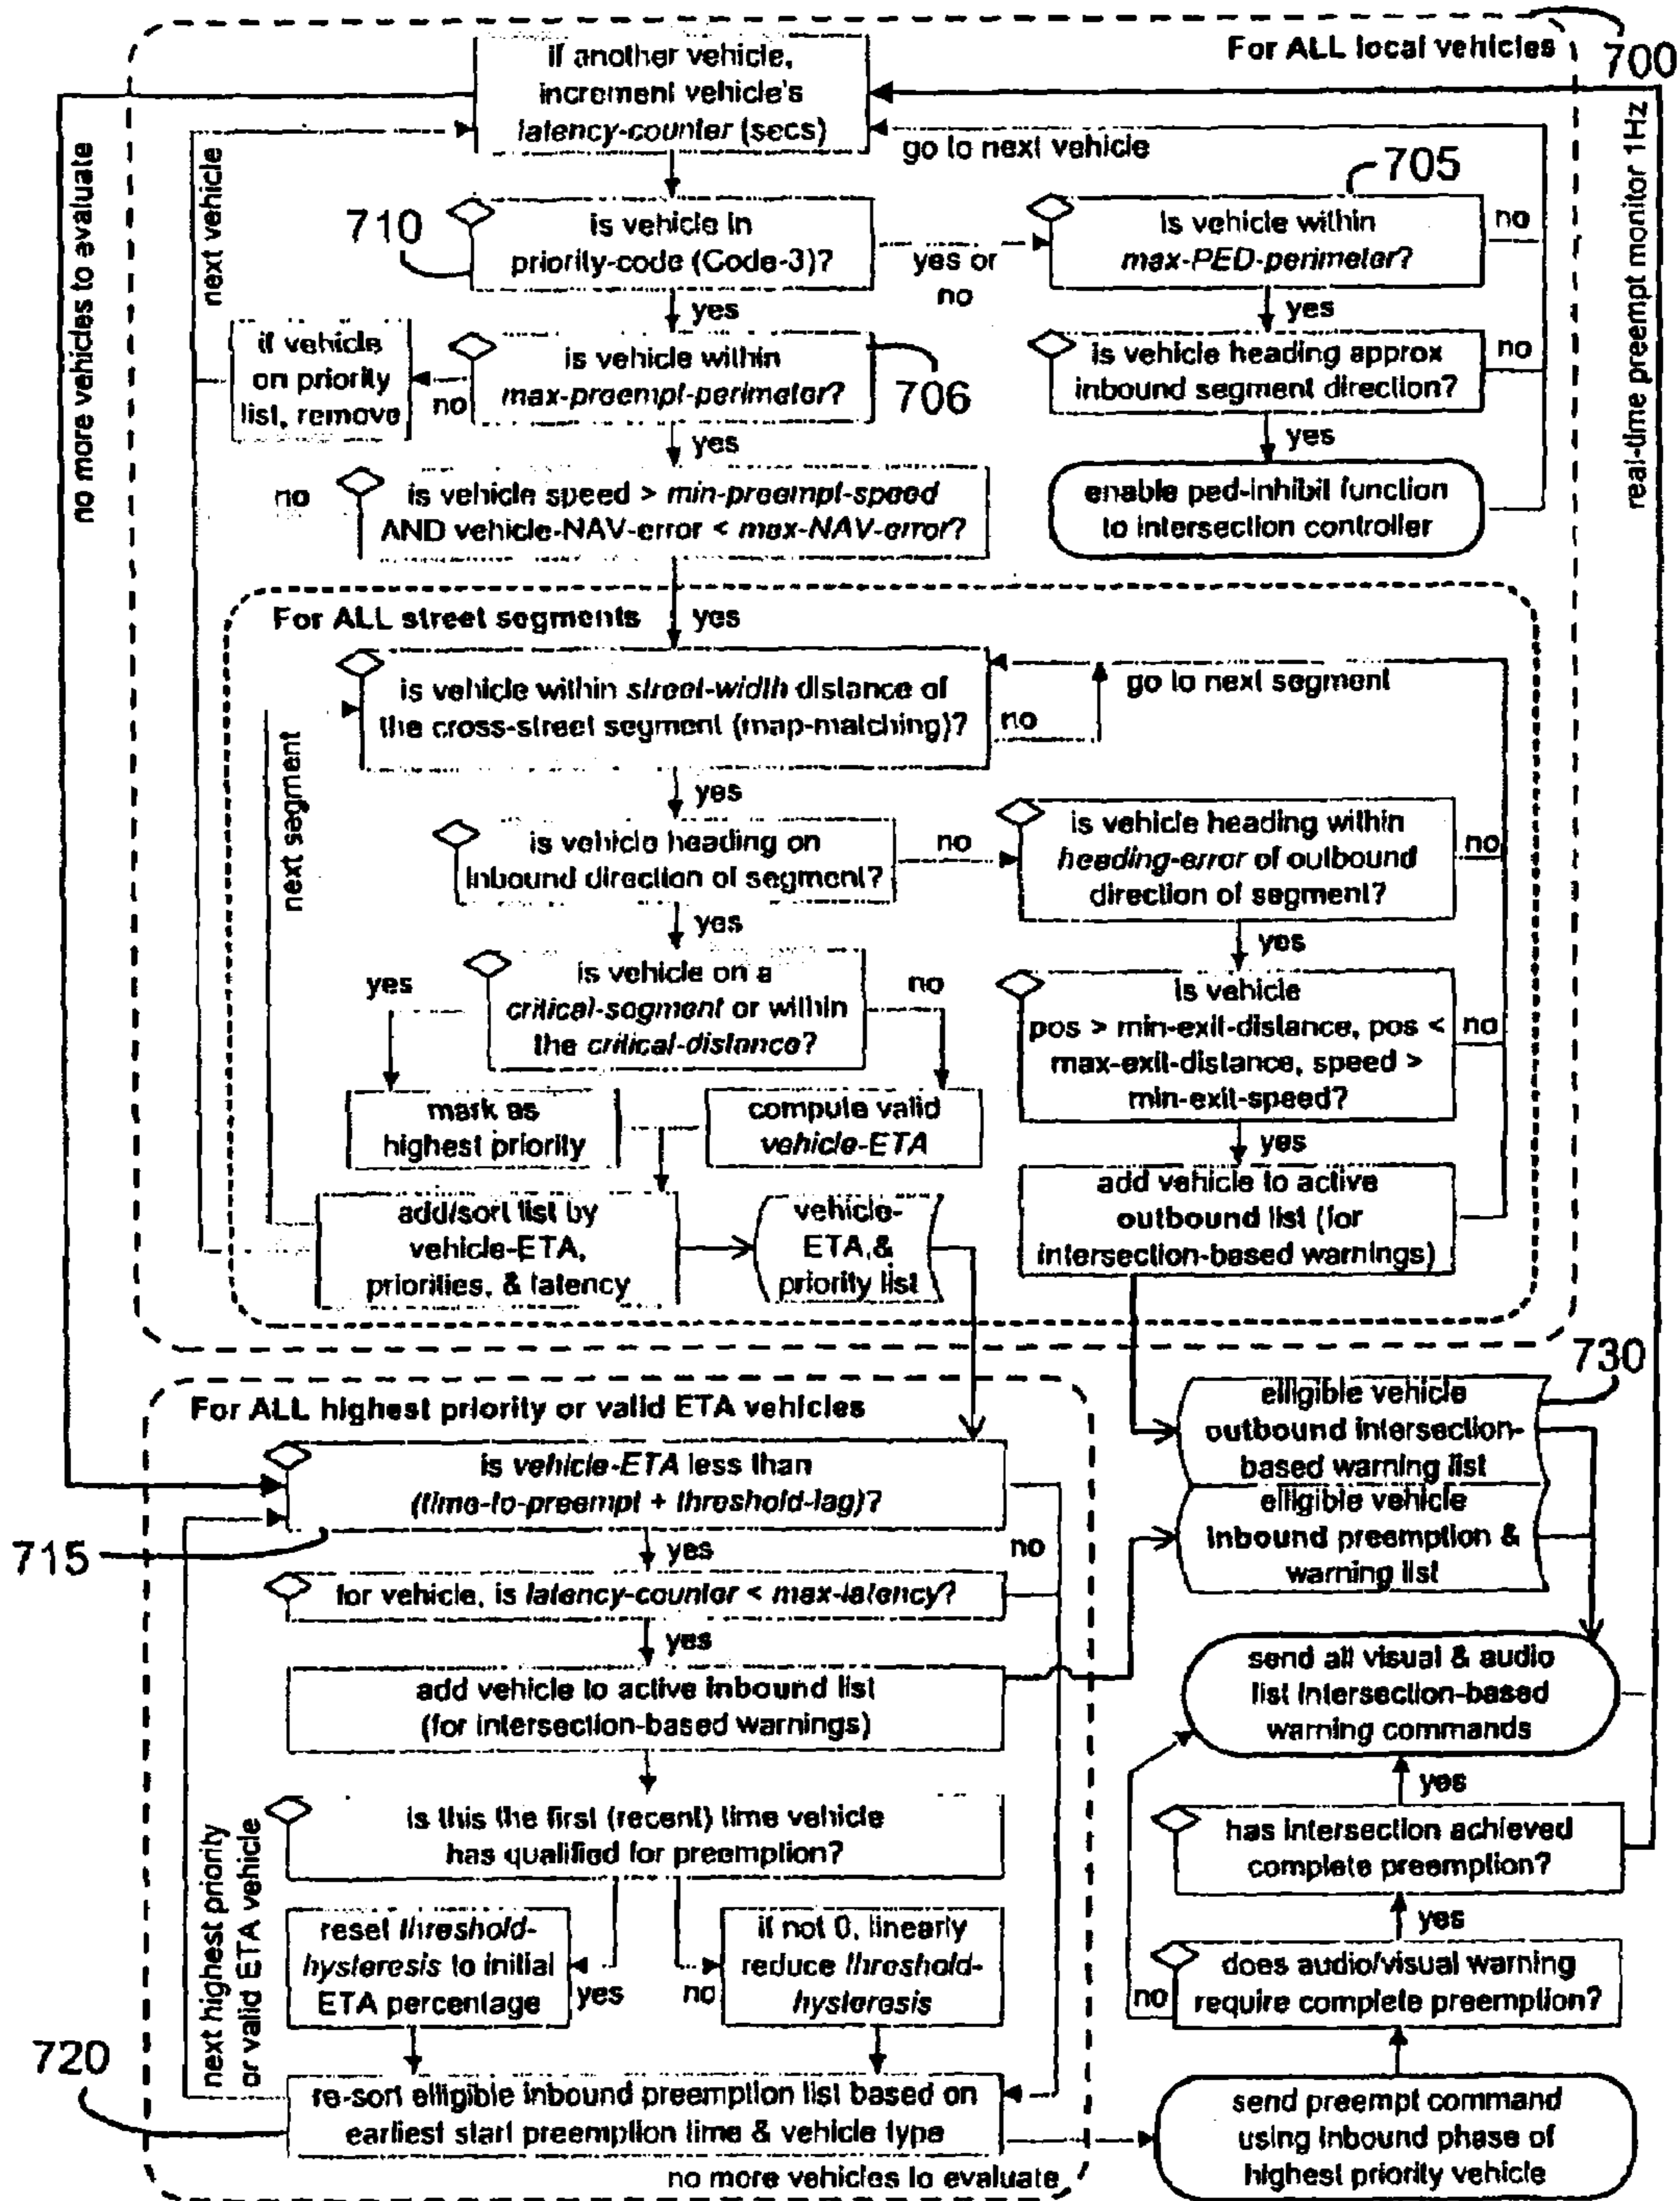 For ALL local vehicles
700
if another vehicle,
increment vehicle's
latency-counter (secs)
go to next vehicle
no more vehicles to evaluate
next vehicle
real-time preempt monitor 1Hz
710
is vehicle in
priority-code (Code-3)?
yes or
no
705
is vehicle within
max-PED-perimeter?
no
yes
yes
if vehicle
on priority
list, remove
no
is vehicle within
max-preempt-perimeter?
706
is vehicle heading approx
inbound segment direction?
no
yes
yes
no
is vehicle speed > min-preempt-speed
AND vehicle-NAV-error < max-NAV-error?
enable ped-inhibit function
to intersection controller
For ALL street segments
yes
is vehicle within street-width distance of
the cross-street segment (map-matching)?
no
go to next segment
next segment
yes
is vehicle heading on
inbound direction of segment?
no
is vehicle heading within
heading-error of outbound
direction of segment?
no
yes
yes
yes
is vehicle on a
critical-segment or within
the critical-distance?
no
is vehicle
pos > min-exit-distance, pos <
max-exit-distance, speed >
min-exit-speed?
no
mark as
highest priority
compute valid
vehicle-ETA
yes
add/sort list by
vehicle-ETA,
priorities, & latency
vehicle-
ETA,&
priority list
add vehicle to active
outbound list (for
intersection-based warnings)
730
For ALL highest priority or valid ETA vehicles
elligible vehicle
outbound intersection-
based warning list
is vehicle-ETA less than
(time-to-preempt + threshold-lag)?
elligible vehicle
inbound preemption &
warning list
715
yes
no
for vehicle, is latency-counter < max-latency?
yes
add vehicle to active inbound list
(for intersection-based warnings)
send all visual & audio
list intersection-based
warning commands
yes
is this the first (recent) time vehicle
has qualified for preemption?
has intersection achieved
complete preemption?
yes
next highest priority
or valid ETA vehicle
reset threshold-
hysteresis to initial
ETA percentage
yes
no
if not 0, linearly
reduce threshold-
hysteresis
does audio/visual warning
require complete preemption?
no
720
re-sort elligible inbound preemption list based on
earliest start preemption time & vehicle type
send preempt command
using inbound phase of
highest priority vehicle
no more vehicles to evaluate